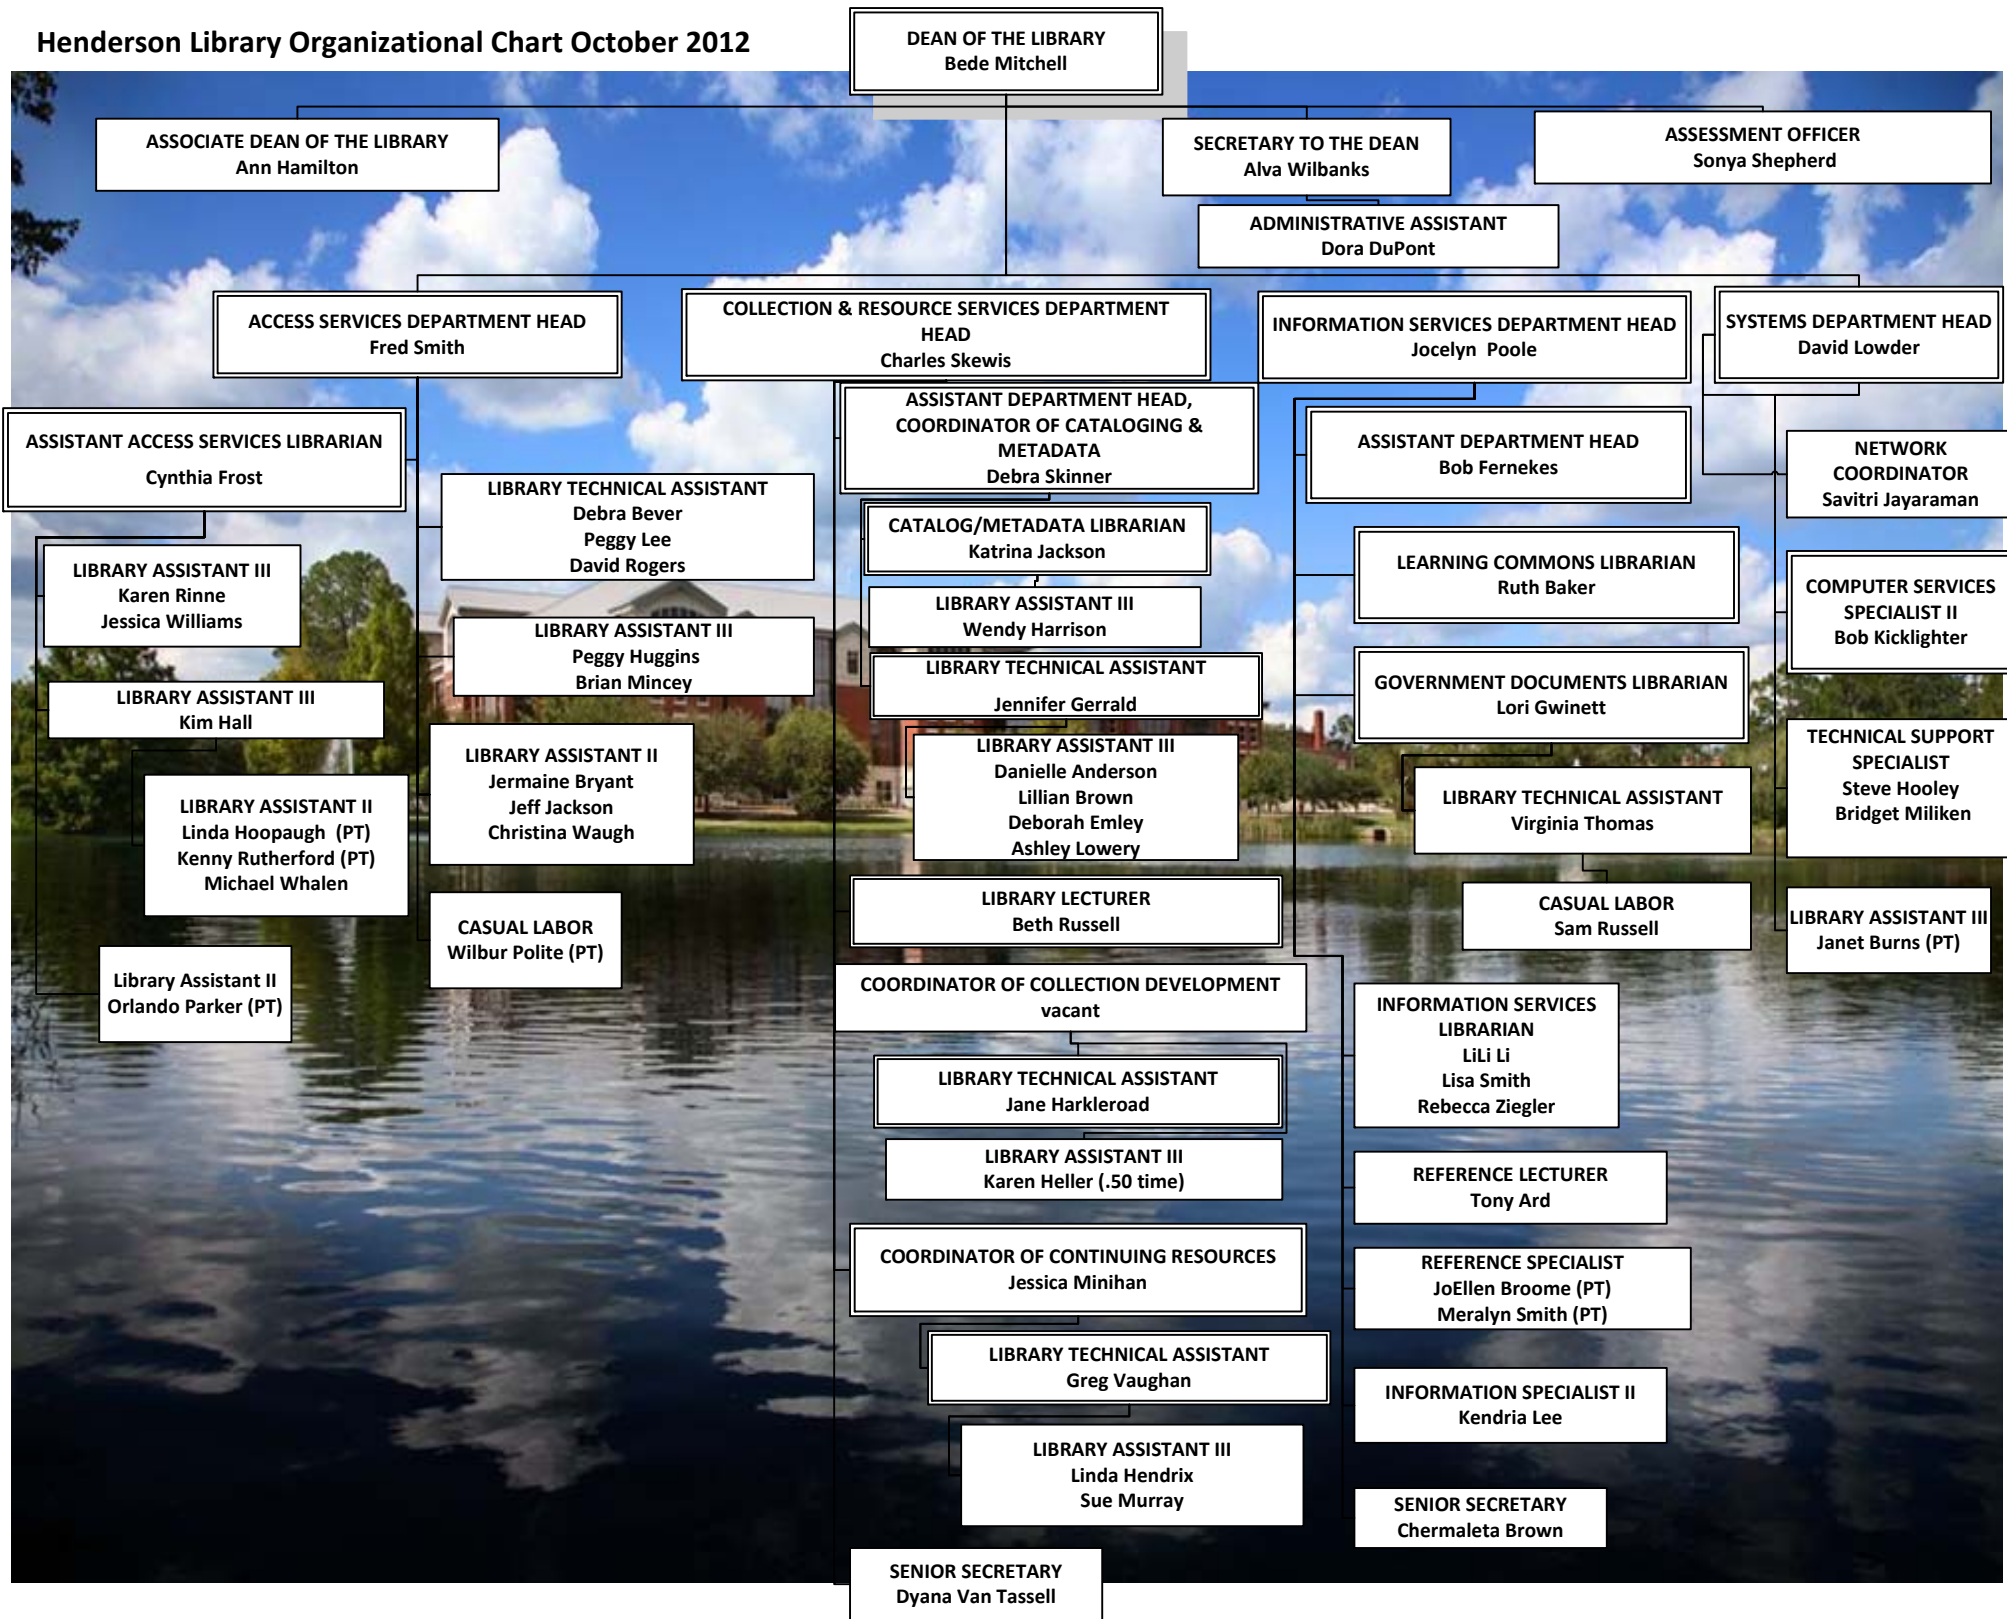 Henderson Library Organizational Chart October 2012
DEAN OF THE LIBRARY
Bede Mitchell
ASSOCIATE DEAN OF THE LIBRARY
Ann Hamilton
SECRETARY TO THE DEAN
Alva Wilbanks
ASSESSMENT OFFICER
Sonya Shepherd
ADMINISTRATIVE ASSISTANT
Dora DuPont
ACCESS SERVICES DEPARTMENT HEAD
Fred Smith
ASSISTANT ACCESS SERVICES LIBRARIAN
Cynthia Frost
LIBRARY ASSISTANT III
Karen Rinne
Jessica Williams
LIBRARY ASSISTANT III
Kim Hall
LIBRARY ASSISTANT II
Linda Hoopaugh (PT)
Kenny Rutherford (PT)
Michael Whalen
Library Assistant II
Orlando Parker (PT)
LIBRARY TECHNICAL ASSISTANT
Debra Bever
Peggy Lee
David Rogers
LIBRARY ASSISTANT III
Peggy Huggins
Brian Mincey
LIBRARY ASSISTANT II
Jermaine Bryant
Jeff Jackson
Christina Waugh
CASUAL LABOR
Wilbur Polite (PT)
COLLECTION & RESOURCE SERVICES DEPARTMENT
HEAD
Charles Skewis
ASSISTANT DEPARTMENT HEAD,
COORDINATOR OF CATALOGING &
METADATA
Debra Skinner
CATALOG/METADATA LIBRARIAN
Katrina Jackson
LIBRARY ASSISTANT III
Wendy Harrison
LIBRARY TECHNICAL ASSISTANT
Jennifer Gerrald
LIBRARY ASSISTANT III
Danielle Anderson
Lillian Brown
Deborah Emley
Ashley Lowery
LIBRARY LECTURER
Beth Russell
COORDINATOR OF COLLECTION DEVELOPMENT
vacant
LIBRARY TECHNICAL ASSISTANT
Jane Harkleroad
LIBRARY ASSISTANT III
Karen Heller (.50 time)
COORDINATOR OF CONTINUING RESOURCES
Jessica Minihan
LIBRARY TECHNICAL ASSISTANT
Greg Vaughan
LIBRARY ASSISTANT III
Linda Hendrix
Sue Murray
SENIOR SECRETARY
Dyana Van Tassell
INFORMATION SERVICES DEPARTMENT HEAD
Jocelyn Poole
ASSISTANT DEPARTMENT HEAD
Bob Fernekes
LEARNING COMMONS LIBRARIAN
Ruth Baker
GOVERNMENT DOCUMENTS LIBRARIAN
Lori Gwinett
LIBRARY TECHNICAL ASSISTANT
Virginia Thomas
CASUAL LABOR
Sam Russell
INFORMATION SERVICES
LIBRARIAN
LiLi Li
Lisa Smith
Rebecca Ziegler
REFERENCE LECTURER
Tony Ard
REFERENCE SPECIALIST
JoEllen Broome (PT)
Meralyn Smith (PT)
INFORMATION SPECIALIST II
Kendria Lee
SENIOR SECRETARY
Chermaleta Brown
SYSTEMS DEPARTMENT HEAD
David Lowder
NETWORK
COORDINATOR
Savitri Jayaraman
COMPUTER SERVICES
SPECIALIST II
Bob Kicklighter
TECHNICAL SUPPORT
SPECIALIST
Steve Hooley
Bridget Miliken
LIBRARY ASSISTANT III
Janet Burns (PT)